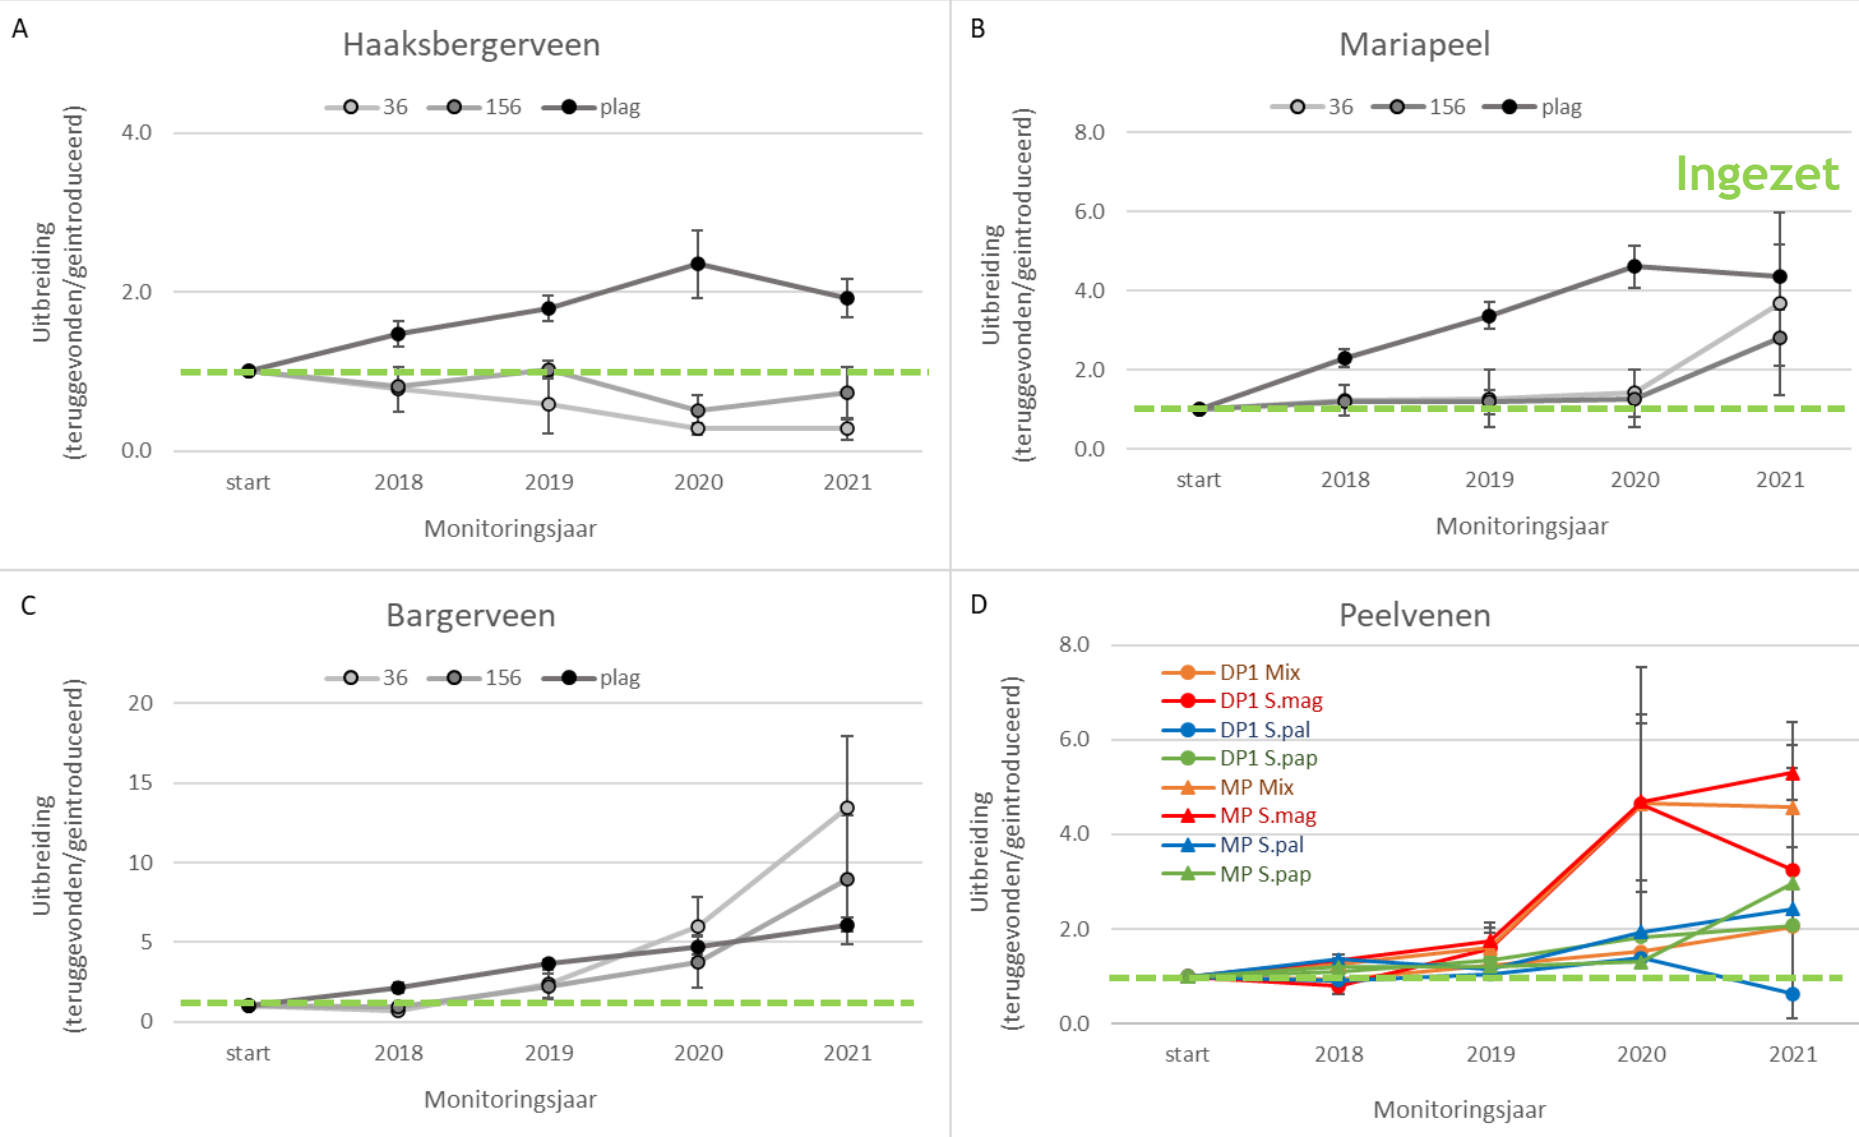 A
Haaksbergerveen
36 156 plag
Uitbreiding
(teruggevonden/geintroduceerd)
4.0
2.0
0.0
start 2018 2019 2020 2021
Monitoringsjaar
B
Mariapeel
36 156 plag
Uitbreiding
(teruggevonden/geintroduceerd)
Ingezet
8.0
6.0
4.0
2.0
0.0
start 2018 2019 2020 2021
Monitoringsjaar
C
Bargerveen
36 156 plag
Uitbreiding
(teruggevonden/geintroduceerd)
20
15
10
5
0
start 2018 2019 2020 2021
Monitoringsjaar
D
Peelvenen
Uitbreiding
(teruggevonden/geintroduceerd)
8.0
6.0
4.0
2.0
0.0
DP1 Mix
DP1 S.mag
DP1 S.pal
DP1 S.pap
MP Mix
MP S.mag
MP S.pal
MP S.pap
start 2018 2019 2020 2021
Monitoringsjaar